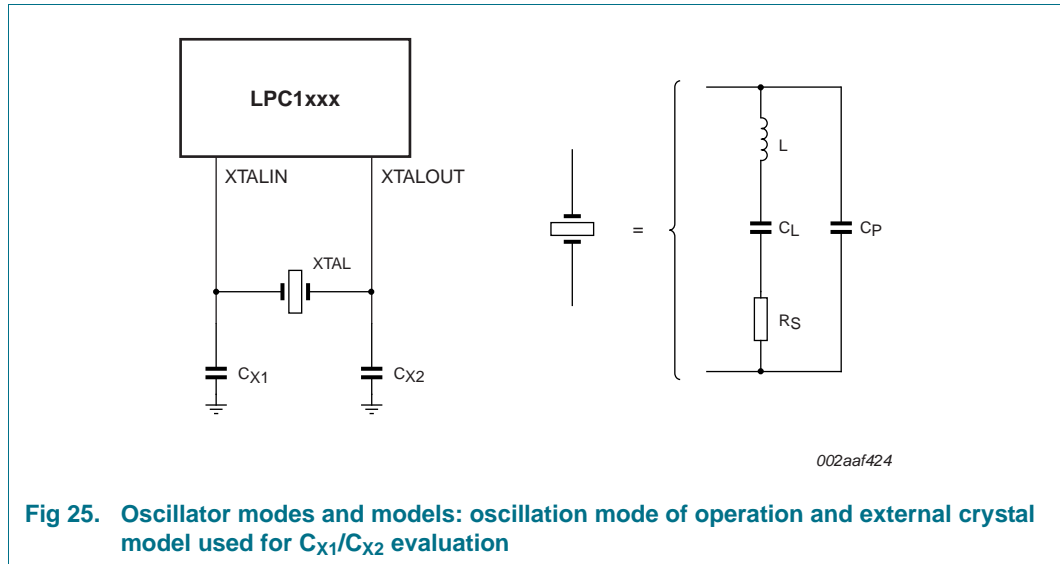 LPC1xxx
XTALIN XTALOUT
XTAL
CX1 CX2
=
L
CL CP
RS
002aaf424
Fig 25. Oscillator modes and models: oscillation mode of operation and external crystal
model used for CX1/CX2 evaluation